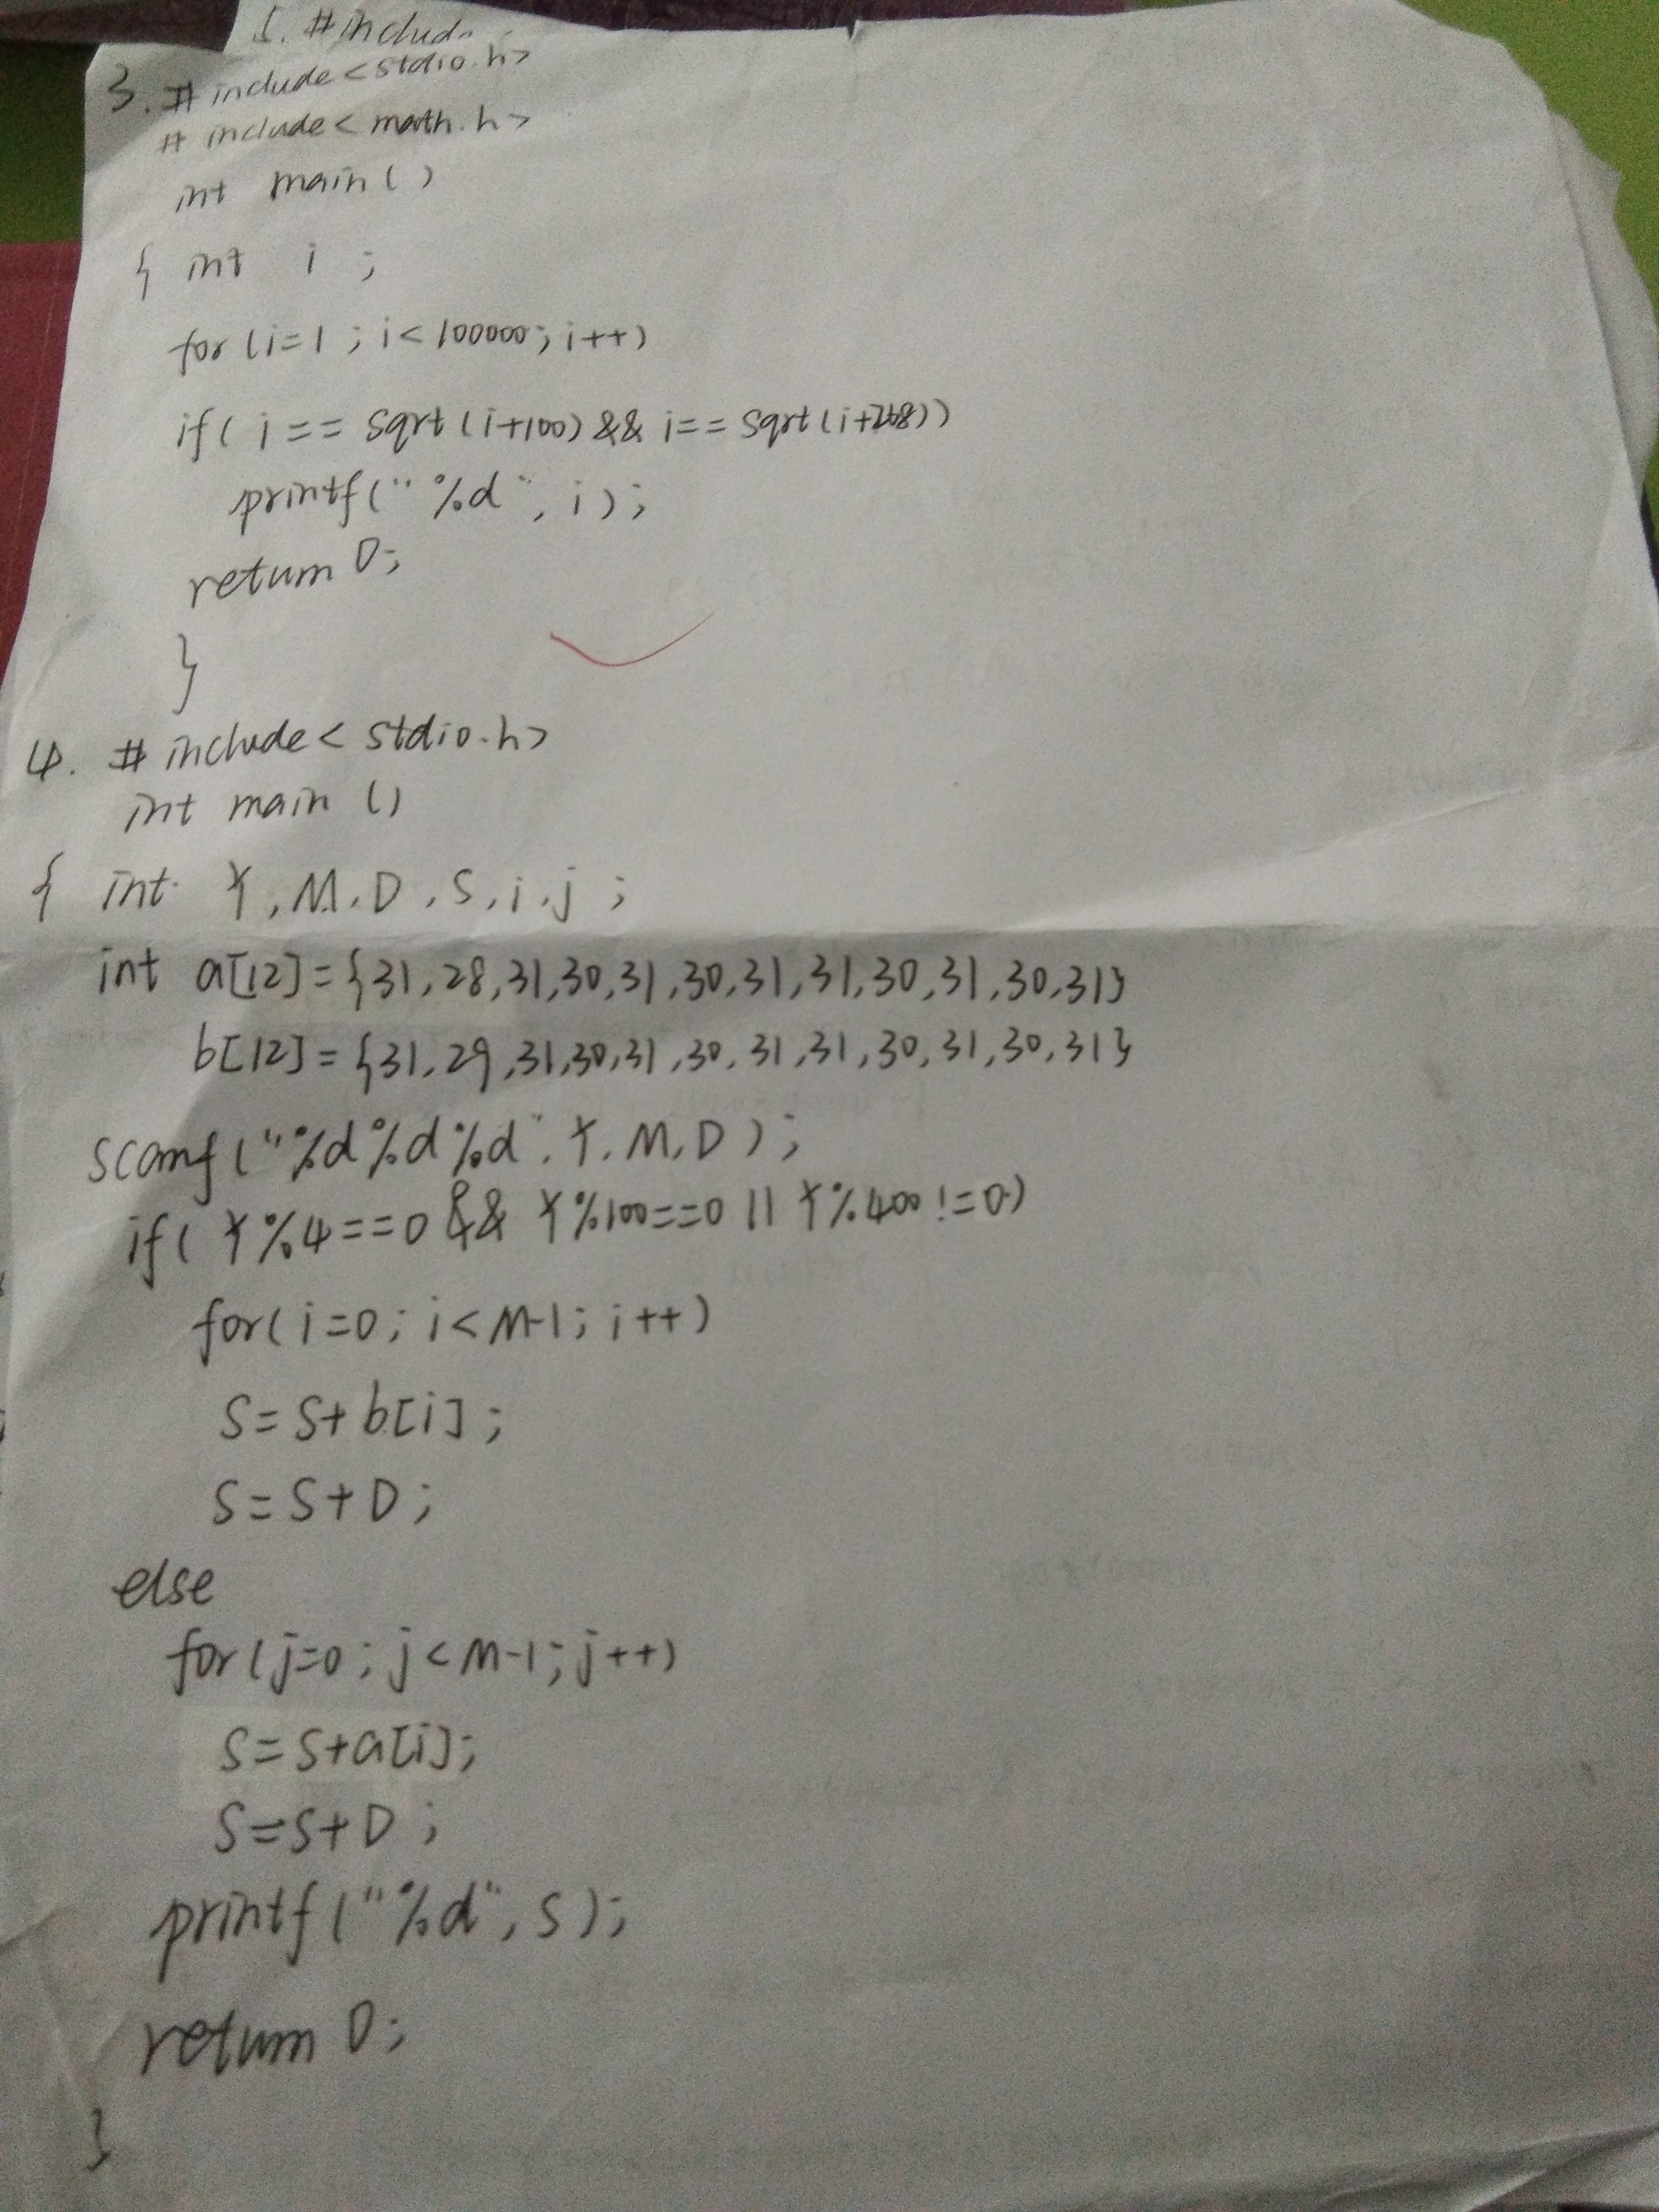 5. #includ
3. #include<stdio.h>
#include<math.h>
int main()
{ int i ;
for(i=1;i<100000;i++)
if(i==sqrt(i+100)&&i==sqrt(i+268))
printf("%d",i);
return 0;
}
4. #include<stdio.h>
int main()
{ int Y,M,D,S,i,j;
int a[12]={31,28,31,30,31,30,31,31,30,31,30,31}
b[12]={31,29,31,30,31,30,31,31,30,31,30,31}
scanf("%d%d%d",Y,M,D);
if(Y%4==0&&Y%100==0||Y%400!=0)
for(i=0;i<M-1;i++)
S=S+b[i];
S=S+D;
else
for(j=0;j<M-1;j++)
S=S+a[i];
S=S+D;
printf("%d",S);
return 0;
}